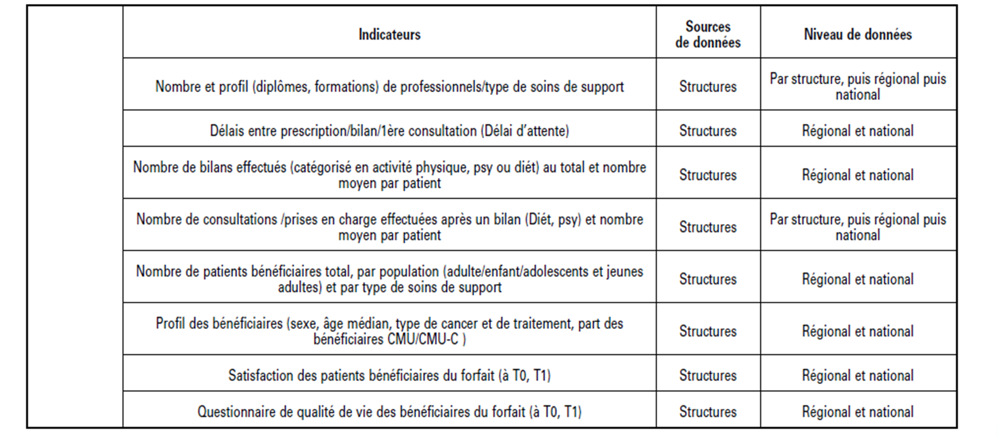 Indicateurs
Sources
de données
Niveau de données
Nombre et profil (diplômes, formations) de professionnels/type de soins de support
Structures
Par structure, puis régional puis
national
Délais entre prescription/bilan/1ère consultation (Délai d'attente)
Structures
Régional et national
Nombre de bilans effectués (catégorisé en activité physique, psy ou diét) au total et nombre
moyen par patient
Structures
Régional et national
Nombre de consultations /prises en charge effectuées après un bilan (Diét, psy) et nombre
moyen par patient
Structures
Par structure, puis régional puis
national
Nombre de patients bénéficiaires total, par population (adulte/enfant/adolescents et jeunes
adultes) et par type de soins de support
Structures
Régional et national
Profil des bénéficiaires (sexe, âge médian, type de cancer et de traitement, part des
bénéficiaires CMU/CMU-C )
Structures
Régional et national
Satisfaction des patients bénéficiaires du forfait (à T0, T1)
Structures
Régional et national
Questionnaire de qualité de vie des bénéficiaires du forfait (à T0, T1)
Structures
Régional et national